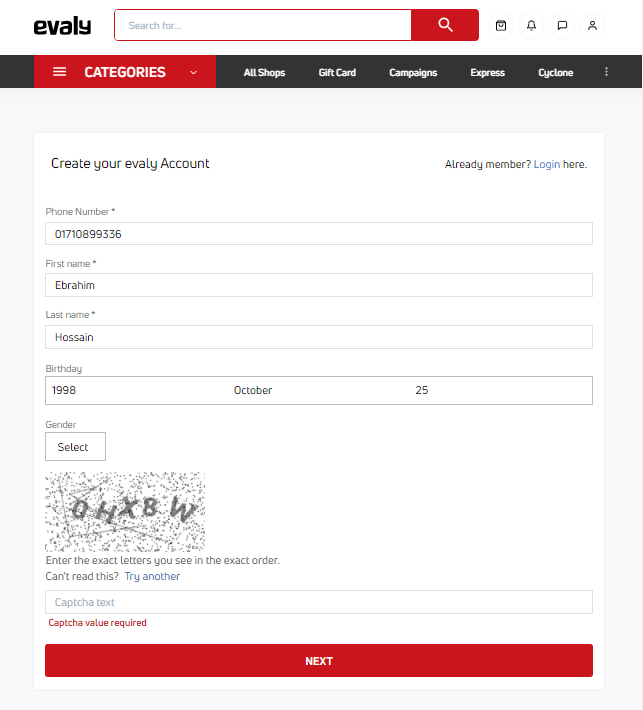 evaly
Search for...
CATEGORIES
All Shops Gift Card Campaigns Express Cyclone
Create your evaly Account
Already member? Login here.
Phone Number *
01710899336
First name *
Ebrahim
Last name *
Hossain
Birthday
1998 October 25
Gender
Select
Enter the exact letters you see in the exact order.
Can't read this? Try another
Captcha text
Captcha value required
NEXT